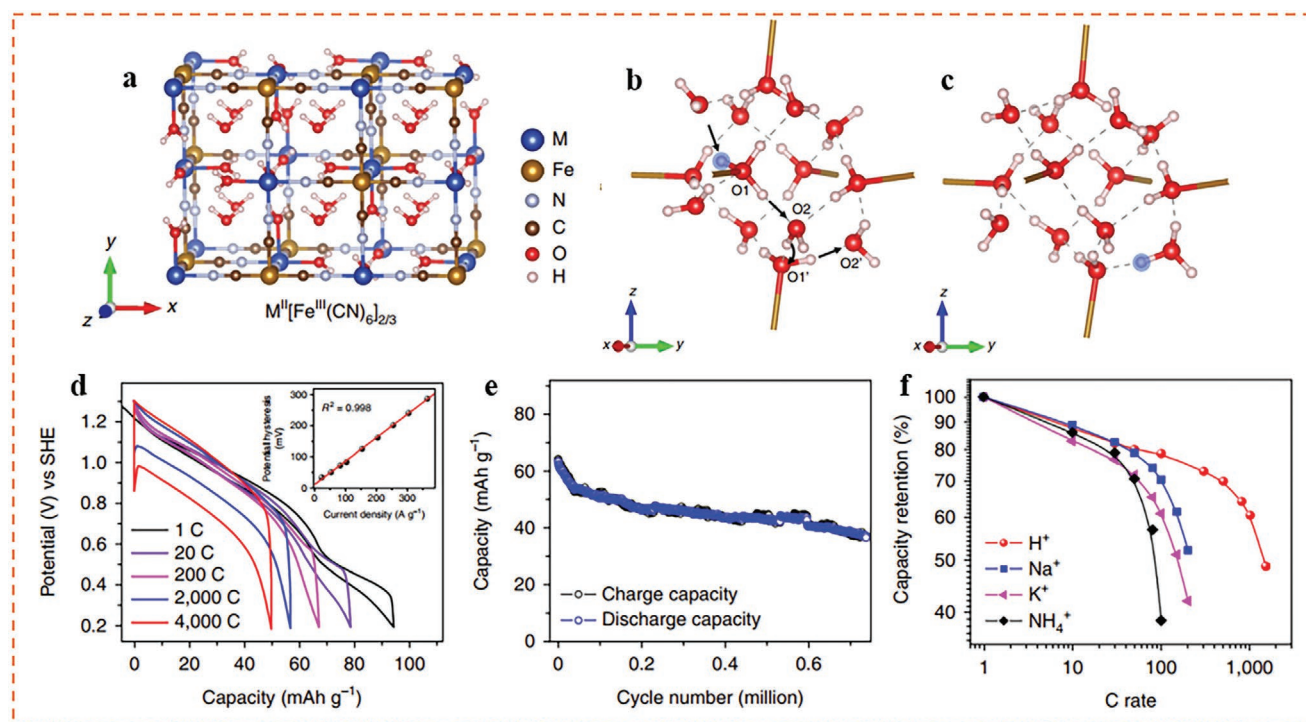 a
M
Fe
N
C
O
H
y
x
z
M^II[Fe^III(CN)6]2/3
b
O1
O2
O1'
O2'
z
x
y
c
z
x
y
d
Potential (V) vs SHE
1.2
1.0
0.8
0.6
0.4
0.2
1 C
20 C
200 C
2,000 C
4,000 C
0 20 40 60 80 100
Capacity (mAh g⁻¹)
R² = 0.998
Potential hysteresis
(mV)
300
200
100
0
0 100 200 300
Current density (A g⁻¹)
e
Capacity (mAh g⁻¹)
80
60
40
20
0
Charge capacity
Discharge capacity
0 0.2 0.4 0.6
Cycle number (million)
f
Capacity retention (%)
100
90
80
70
60
50
40
H⁺
Na⁺
K⁺
NH₄⁺
1 10 100 1,000
C rate